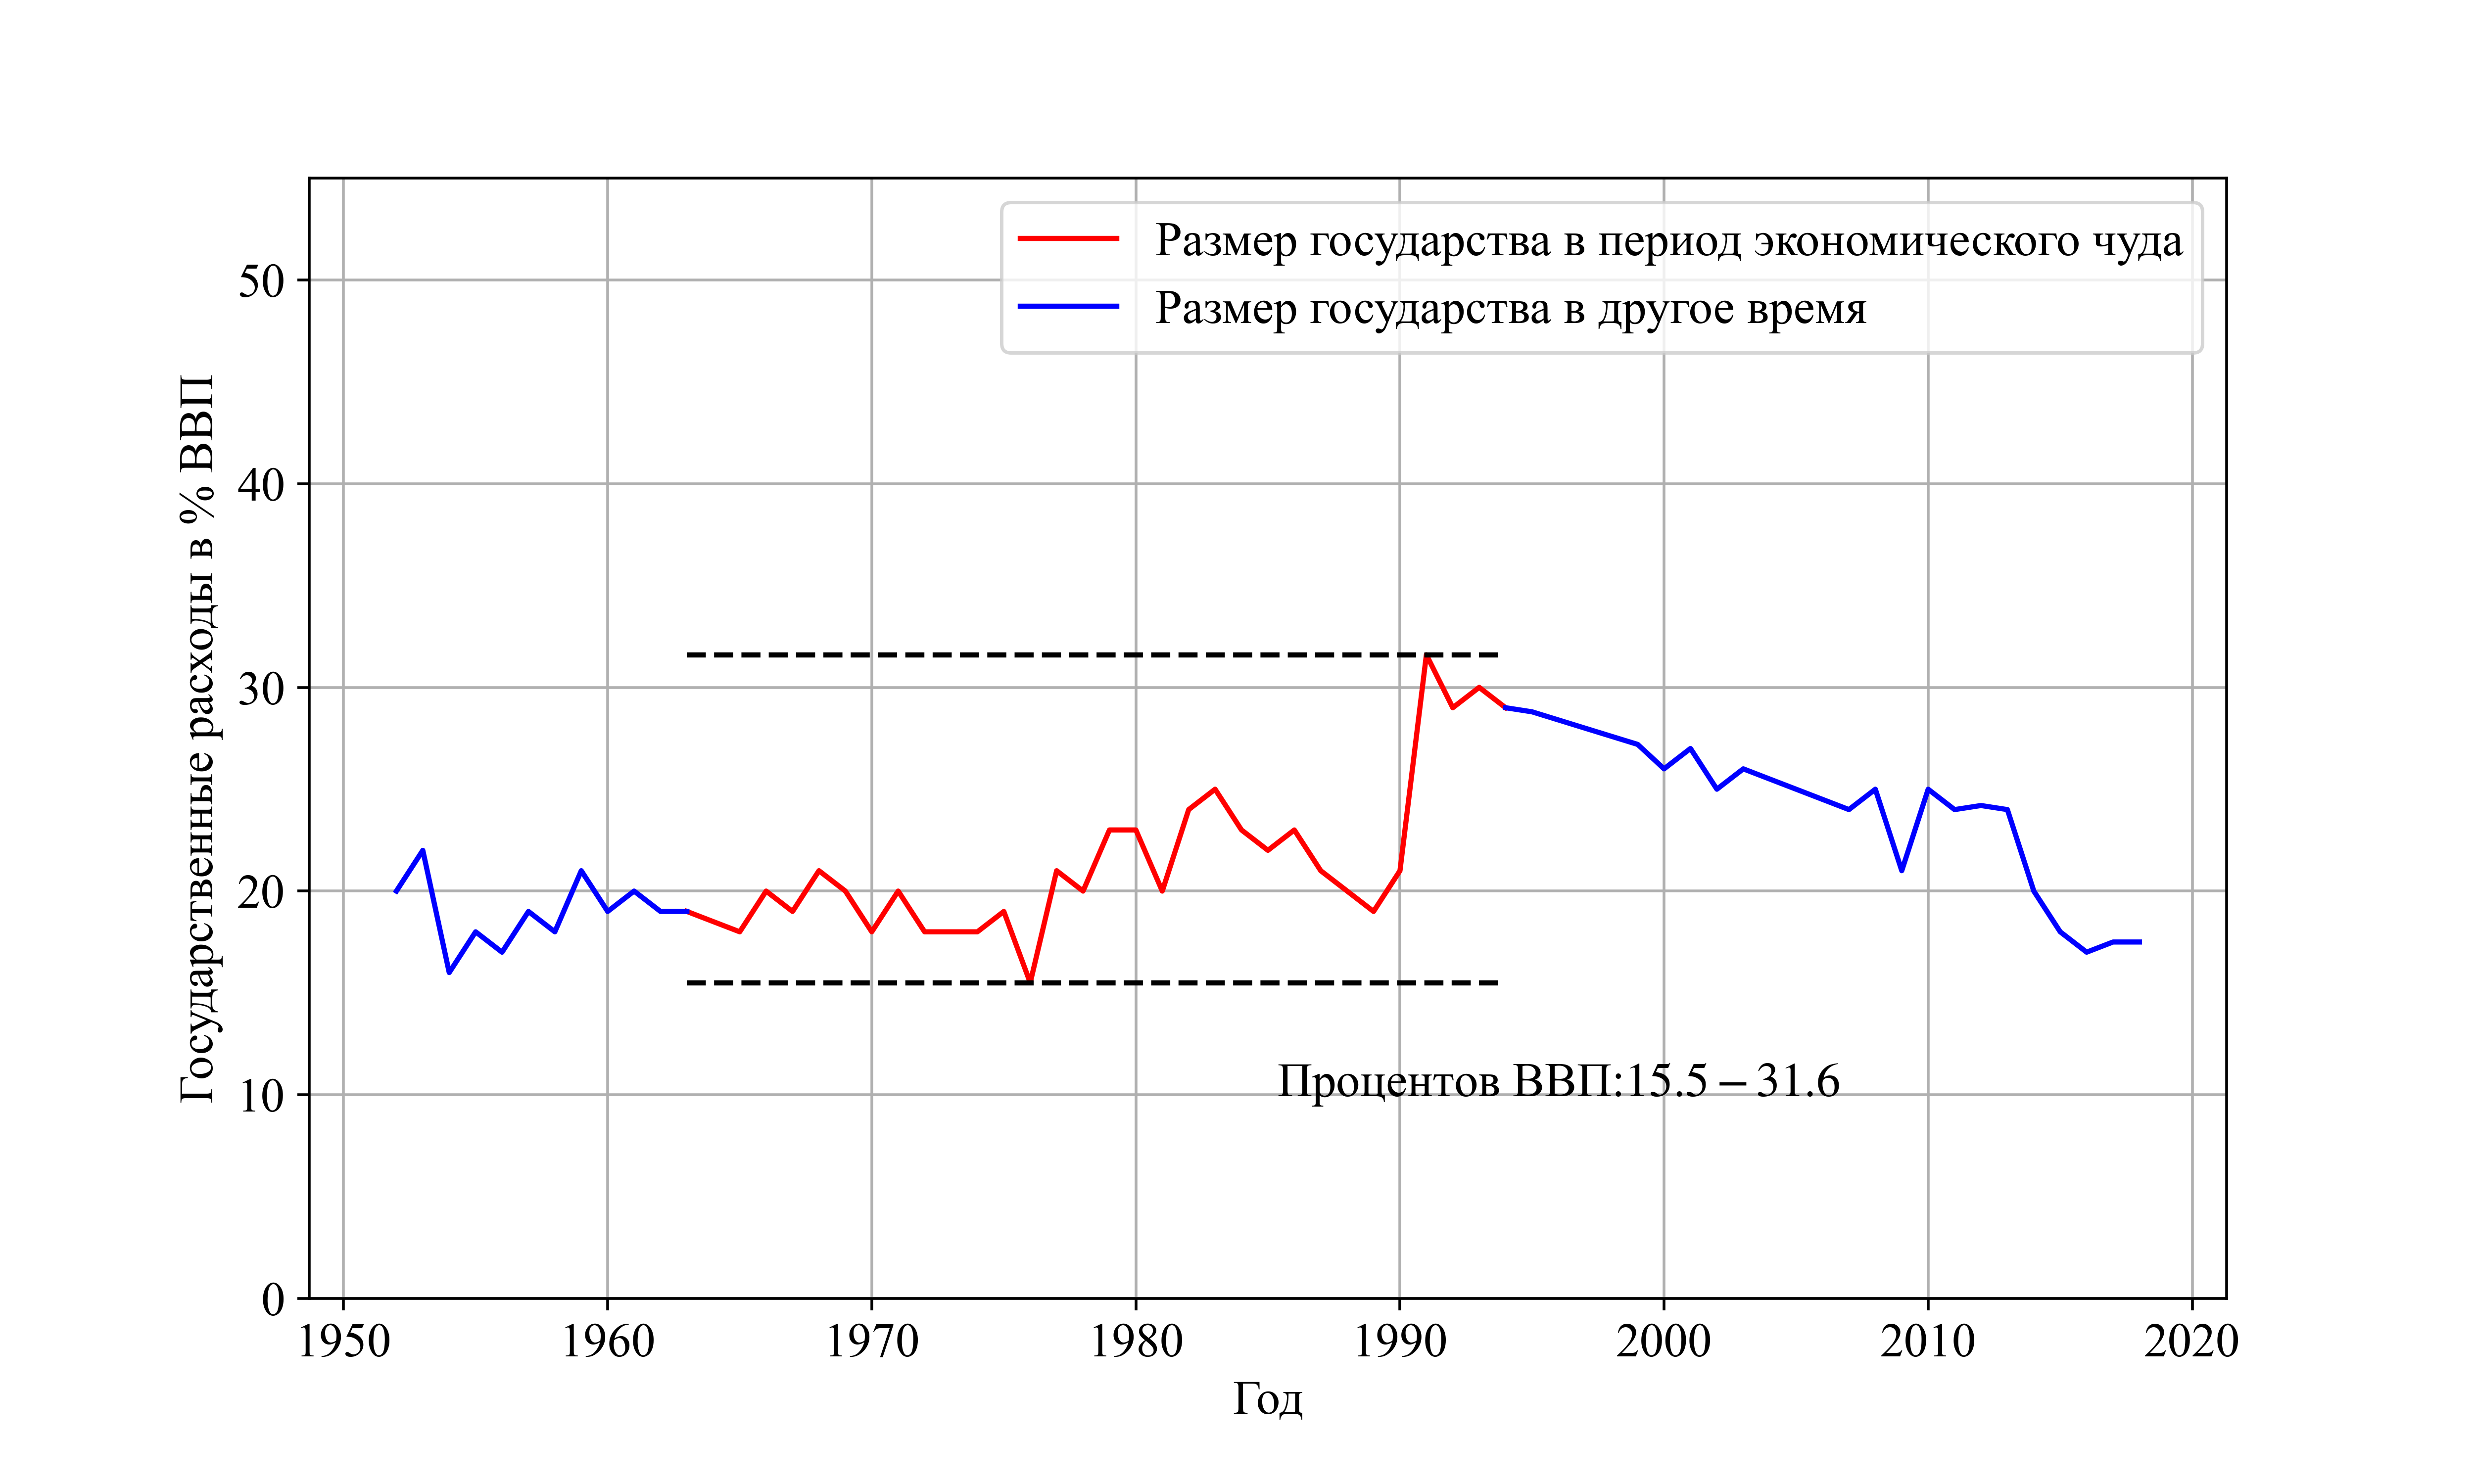 Размер государства в период экономического чуда
Размер государства в другое время
Государственные расходы в % ВВП
50
40
30
20
10
0
Процентов ВВП:15.5 – 31.6
1950 1960 1970 1980 1990 2000 2010 2020
Год